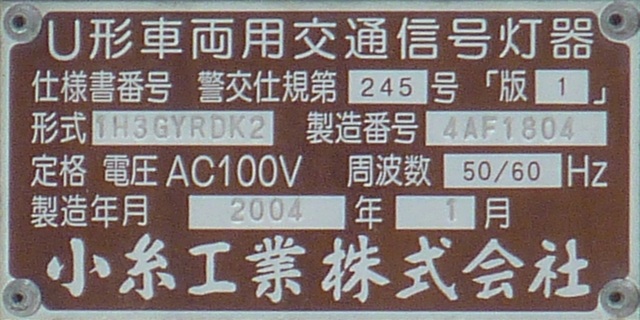 U形車両用交通信号灯器
仕様書番号 警交仕規第 245 号 「版 1 」
形式 1H3GYRDK2 製造番号 4AF1804
定格 電圧 AC100V 周波数 50/60 Hz
製造年月 2004 年 1 月
小糸工業株式会社